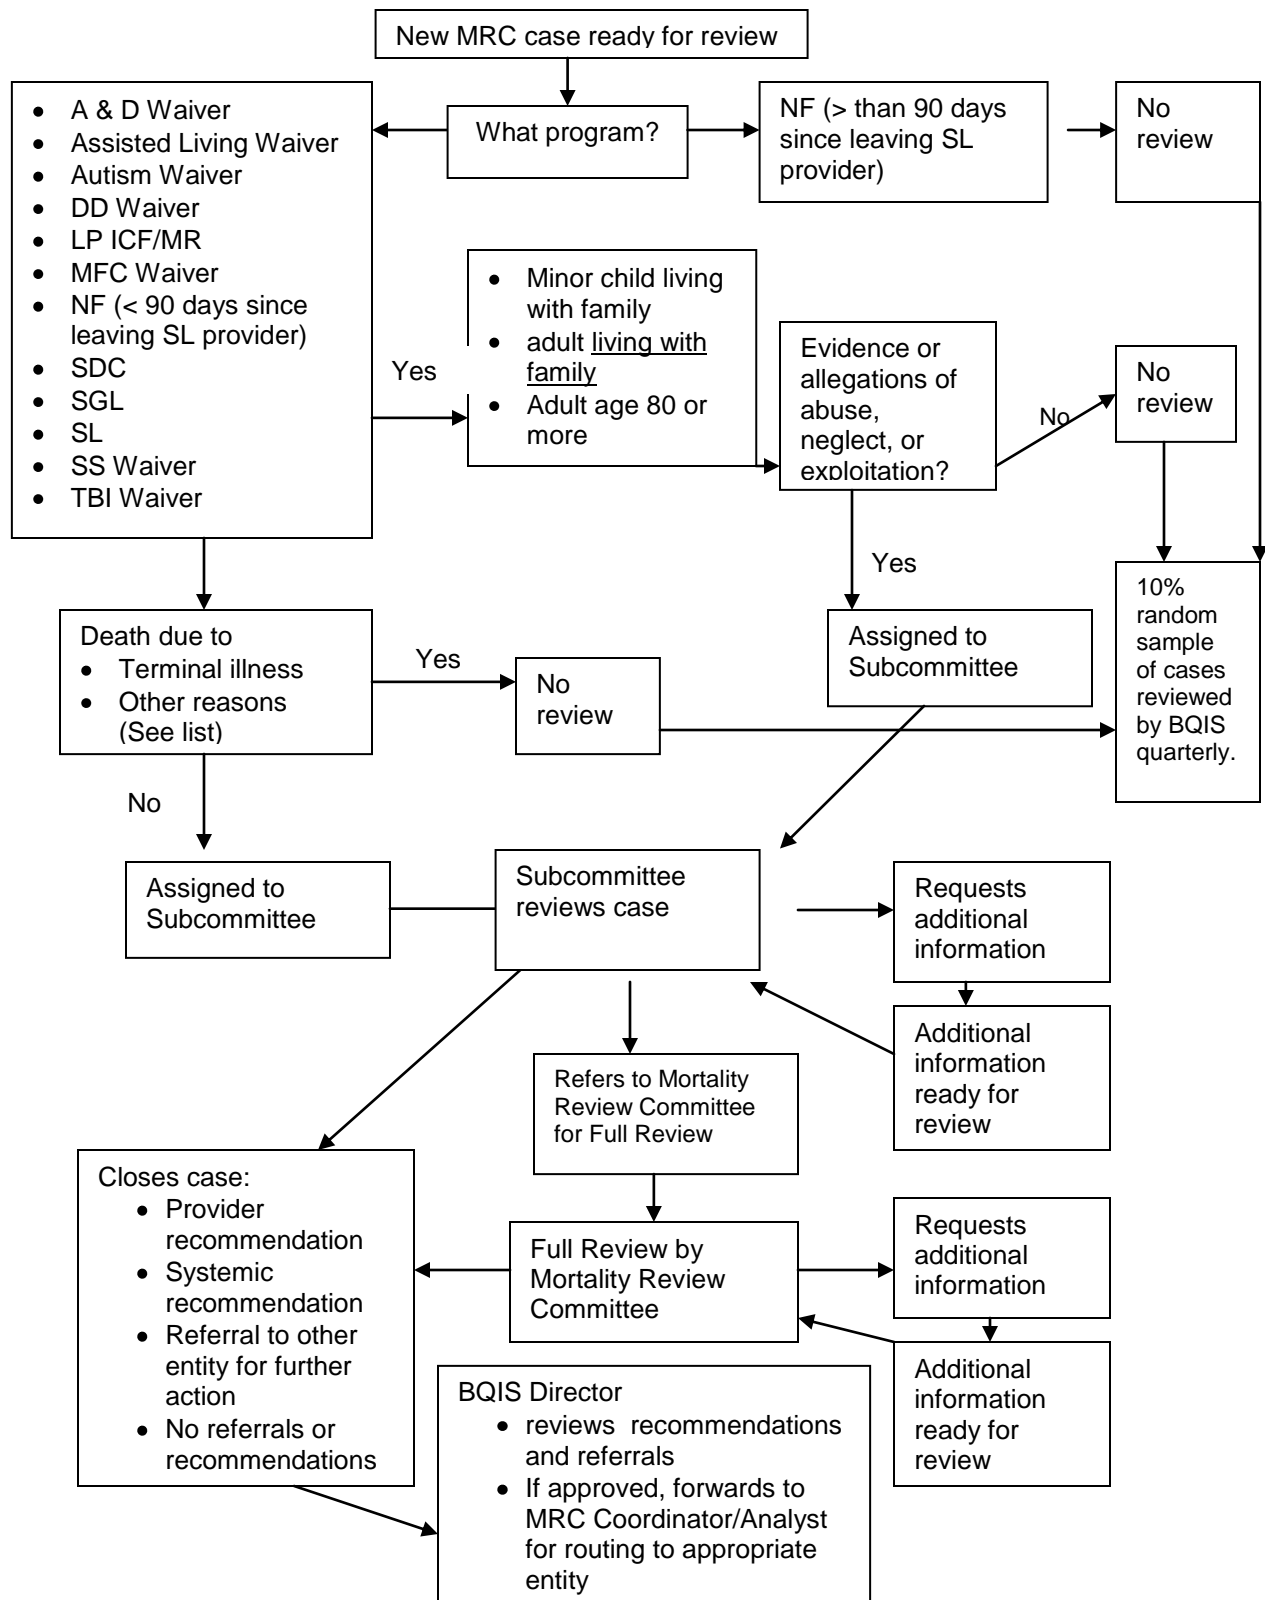 New MRC case ready for review
• A & D Waiver
• Assisted Living Waiver
• Autism Waiver
• DD Waiver
• LP ICF/MR
• MFC Waiver
• NF (< 90 days since
leaving SL provider)
• SDC
• SGL
• SL
• SS Waiver
• TBI Waiver
What program?
NF (> than 90 days
since leaving SL
provider)
No
review
Yes
• Minor child living
with family
• adult living with
family
• Adult age 80 or
more
Evidence or
allegations of
abuse,
neglect, or
exploitation?
No
No
review
Yes
10%
random
sample
of cases
reviewed
by BQIS
quarterly.
Death due to
• Terminal illness
• Other reasons
(See list)
Yes
No
review
Assigned to
Subcommittee
No
Assigned to
Subcommittee
Subcommittee
reviews case
Requests
additional
information
Additional
information
ready for
review
Refers to Mortality
Review Committee
for Full Review
Closes case:
• Provider
recommendation
• Systemic
recommendation
• Referral to other
entity for further
action
• No referrals or
recommendations
Full Review by
Mortality Review
Committee
Requests
additional
information
Additional
information
ready for
review
BQIS Director
• reviews recommendations
and referrals
• If approved, forwards to
MRC Coordinator/Analyst
for routing to appropriate
entity